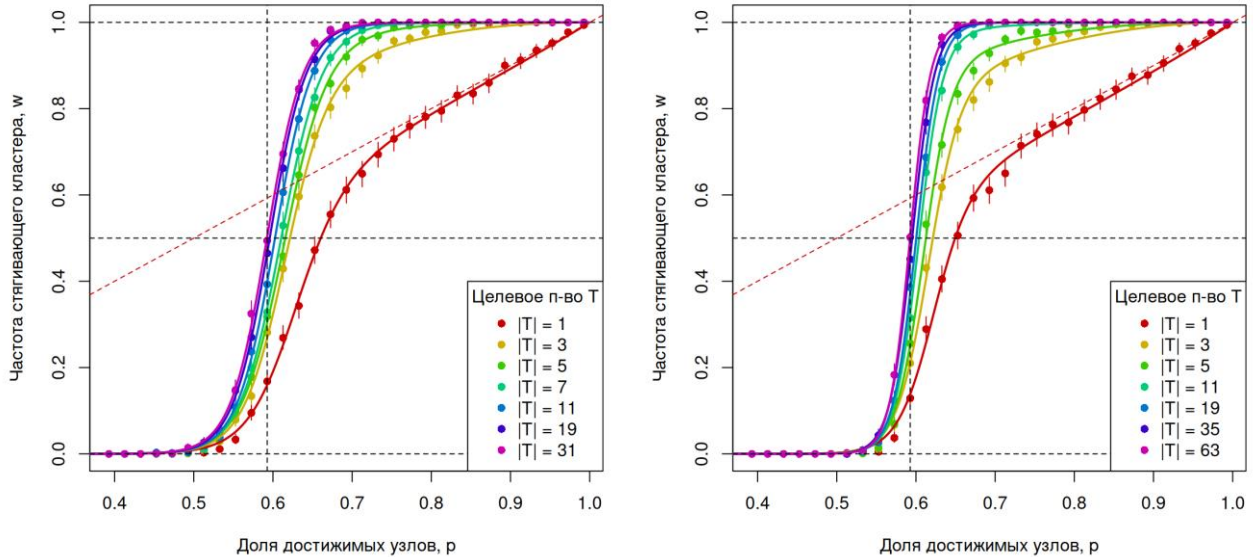 Частота стягивающего кластера, w
0.0 0.2 0.4 0.6 0.8 1.0
Целевое п-во T
|T| = 1
|T| = 3
|T| = 5
|T| = 7
|T| = 11
|T| = 19
|T| = 31
0.4 0.5 0.6 0.7 0.8 0.9 1.0
Доля достижимых узлов, p
Частота стягивающего кластера, w
0.0 0.2 0.4 0.6 0.8 1.0
Целевое п-во T
|T| = 1
|T| = 3
|T| = 5
|T| = 11
|T| = 19
|T| = 35
|T| = 63
0.4 0.5 0.6 0.7 0.8 0.9 1.0
Доля достижимых узлов, p